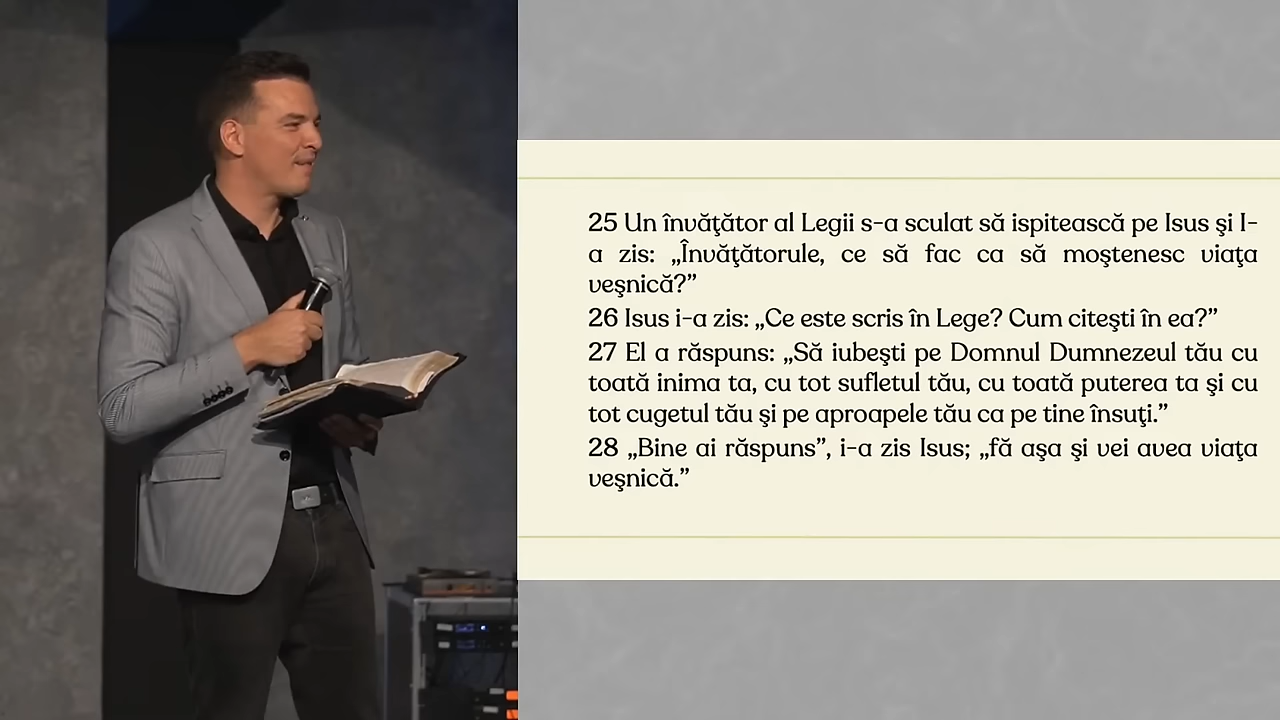 25 Un învăţător al Legii s-a sculat să ispitească pe Isus şi I-
a zis: „Învăţătorule, ce să fac ca să moştenesc viaţa
veşnică?”
26 Isus i-a zis: „Ce este scris în Lege? Cum citeşti în ea?”
27 El a răspuns: „Să iubeşti pe Domnul Dumnezeul tău cu
toată inima ta, cu tot sufletul tău, cu toată puterea ta şi cu
tot cugetul tău şi pe aproapele tău ca pe tine însuţi.”
28 „Bine ai răspuns”, i-a zis Isus; „fă aşa şi vei avea viaţa
veşnică.”